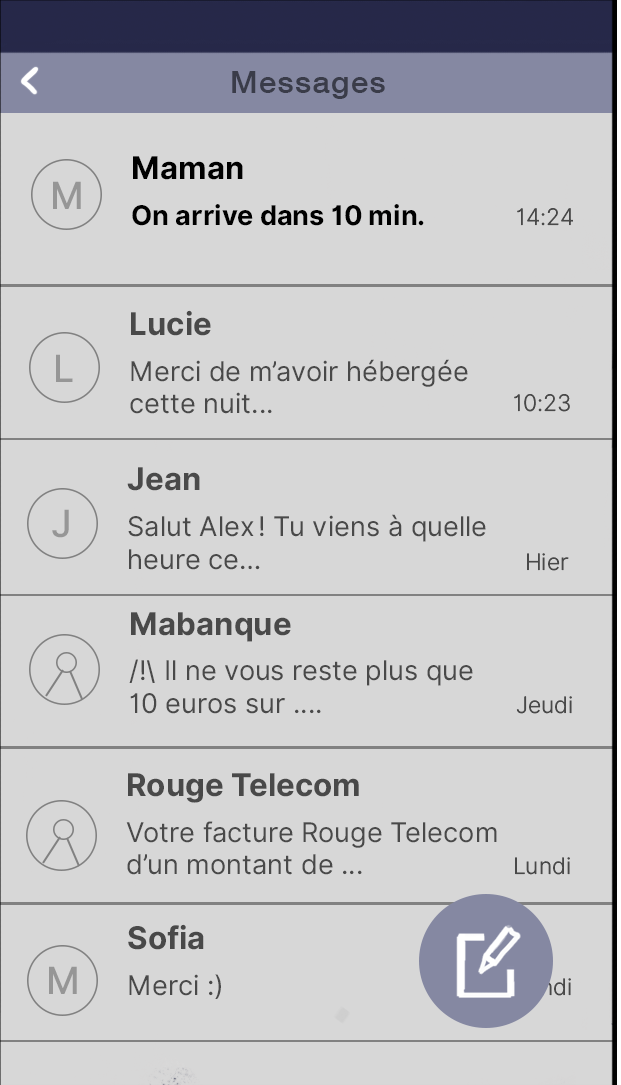 Messages
M
Maman
On arrive dans 10 min.
14:24
L
Lucie
Merci de m’avoir hébergée
cette nuit...
10:23
J
Jean
Salut Alex! Tu viens à quelle
heure ce...
Hier
Mabanque
/!\ Il ne vous reste plus que
10 euros sur ....
Jeudi
Rouge Telecom
Votre facture Rouge Telecom
d’un montant de ...
Lundi
M
Sofia
Merci :)